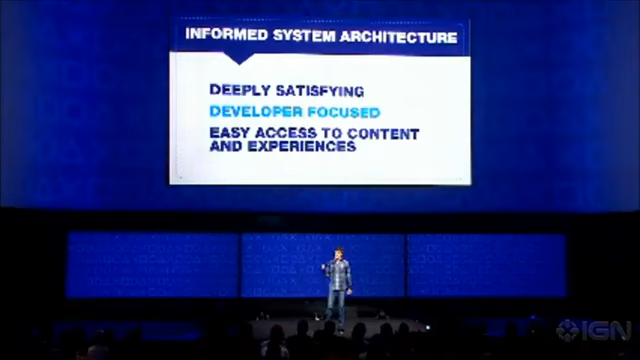 INFORMED SYSTEM ARCHITECTURE
DEEPLY SATISFYING
DEVELOPER FOCUSED
EASY ACCESS TO CONTENT
AND EXPERIENCES
IGN